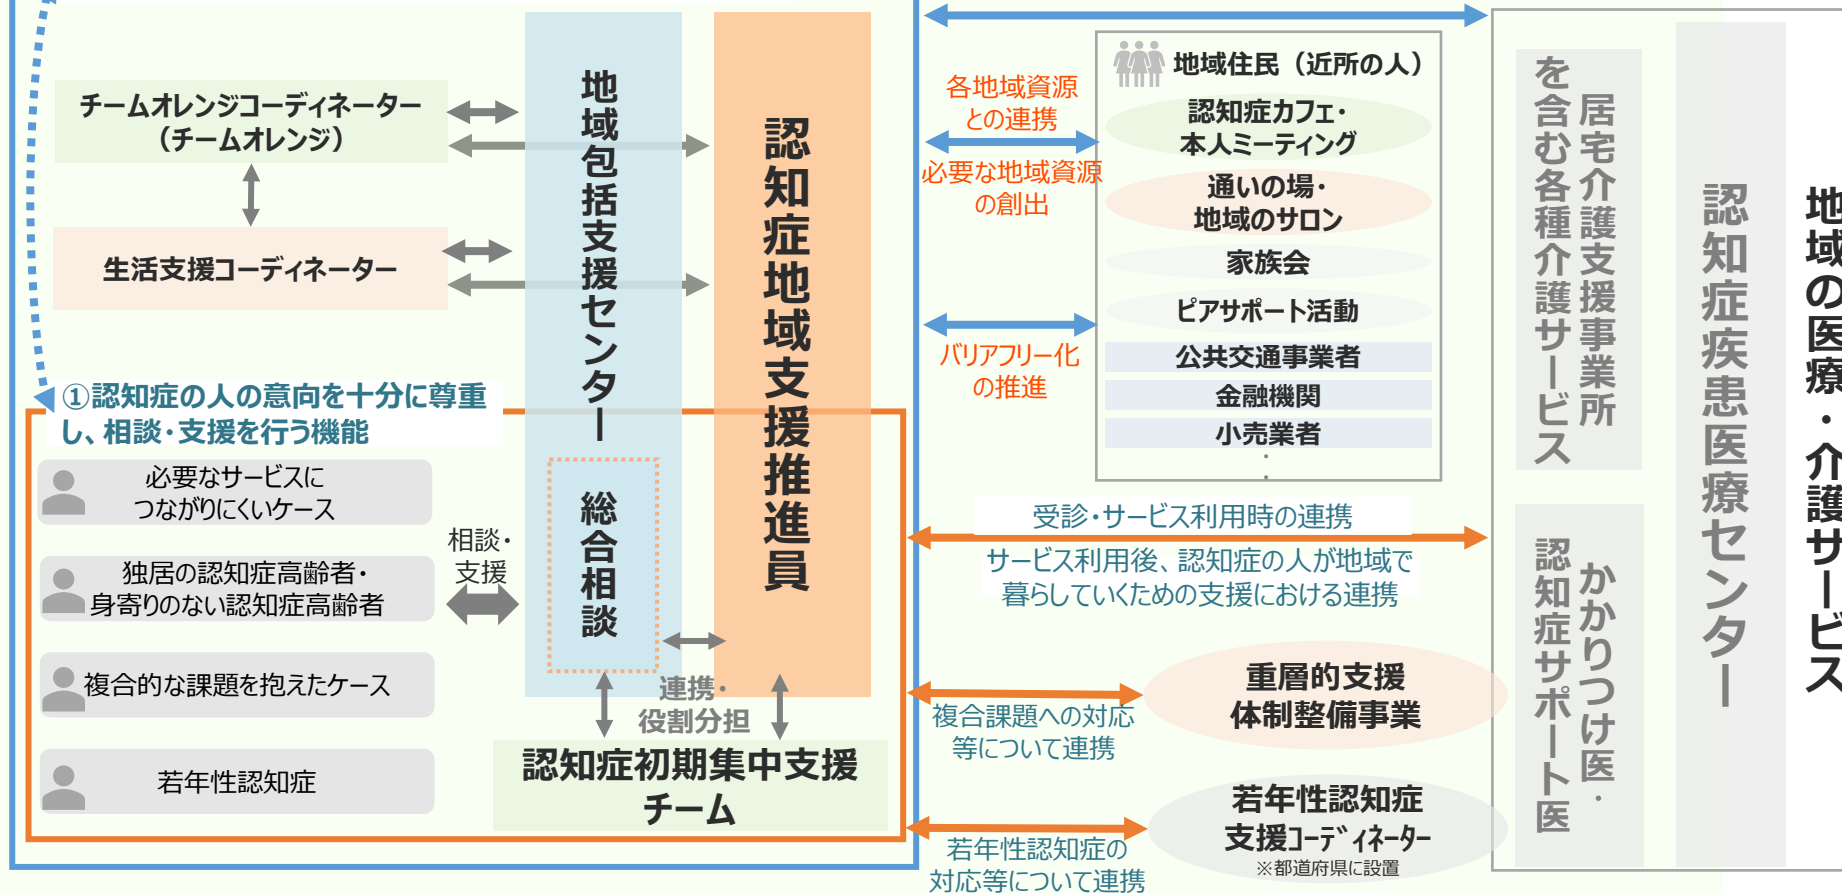 チームオレンジコーディネーター
（チームオレンジ）
生活支援コーディネーター
地域包括支援センター
総合相談
認知症地域支援推進員
①認知症の人の意向を十分に尊重
し、相談・支援を行う機能
必要なサービスに
つながりにくいケース
独居の認知症高齢者・
身寄りのない認知症高齢者
複合的な課題を抱えたケース
若年性認知症
相談・
支援
連携・
役割分担
認知症初期集中支援
チーム
各地域資源
との連携
必要な地域資源
の創出
バリアフリー化
の推進
地域住民（近所の人）
認知症カフェ・
本人ミーティング
通いの場・
地域のサロン
家族会
ピアサポート活動
公共交通事業者
金融機関
小売業者
・
・
受診・サービス利用時の連携
サービス利用後、認知症の人が地域で
暮らしていくための支援における連携
重層的支援
体制整備事業
複合課題への対応
等について連携
若年性認知症
支援コーディネーター
※都道府県に設置
若年性認知症の
対応等について連携
居宅介護支援事業所
を含む各種介護サービス
かかりつけ医・
認知症サポート医
認知症疾患医療センター
地域の医療・介護サービス